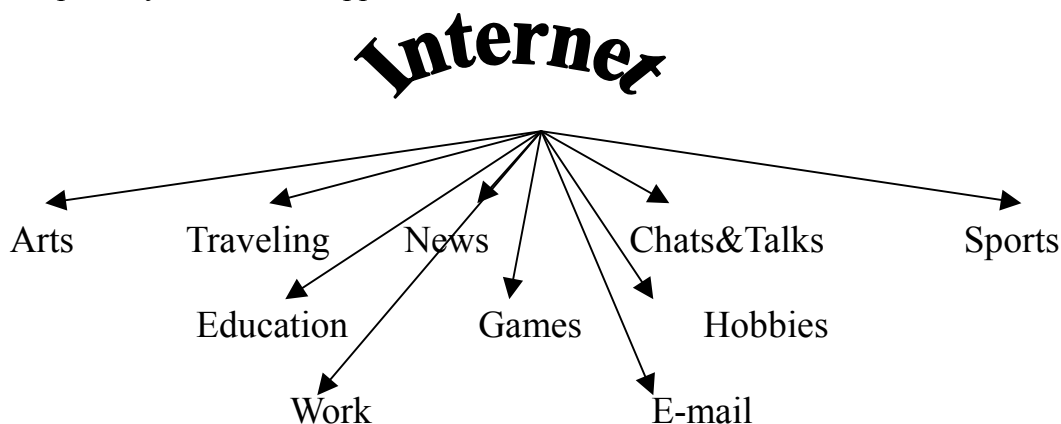 Internet
Arts Traveling News Chats&Talks Sports
Education Games Hobbies
Work E-mail